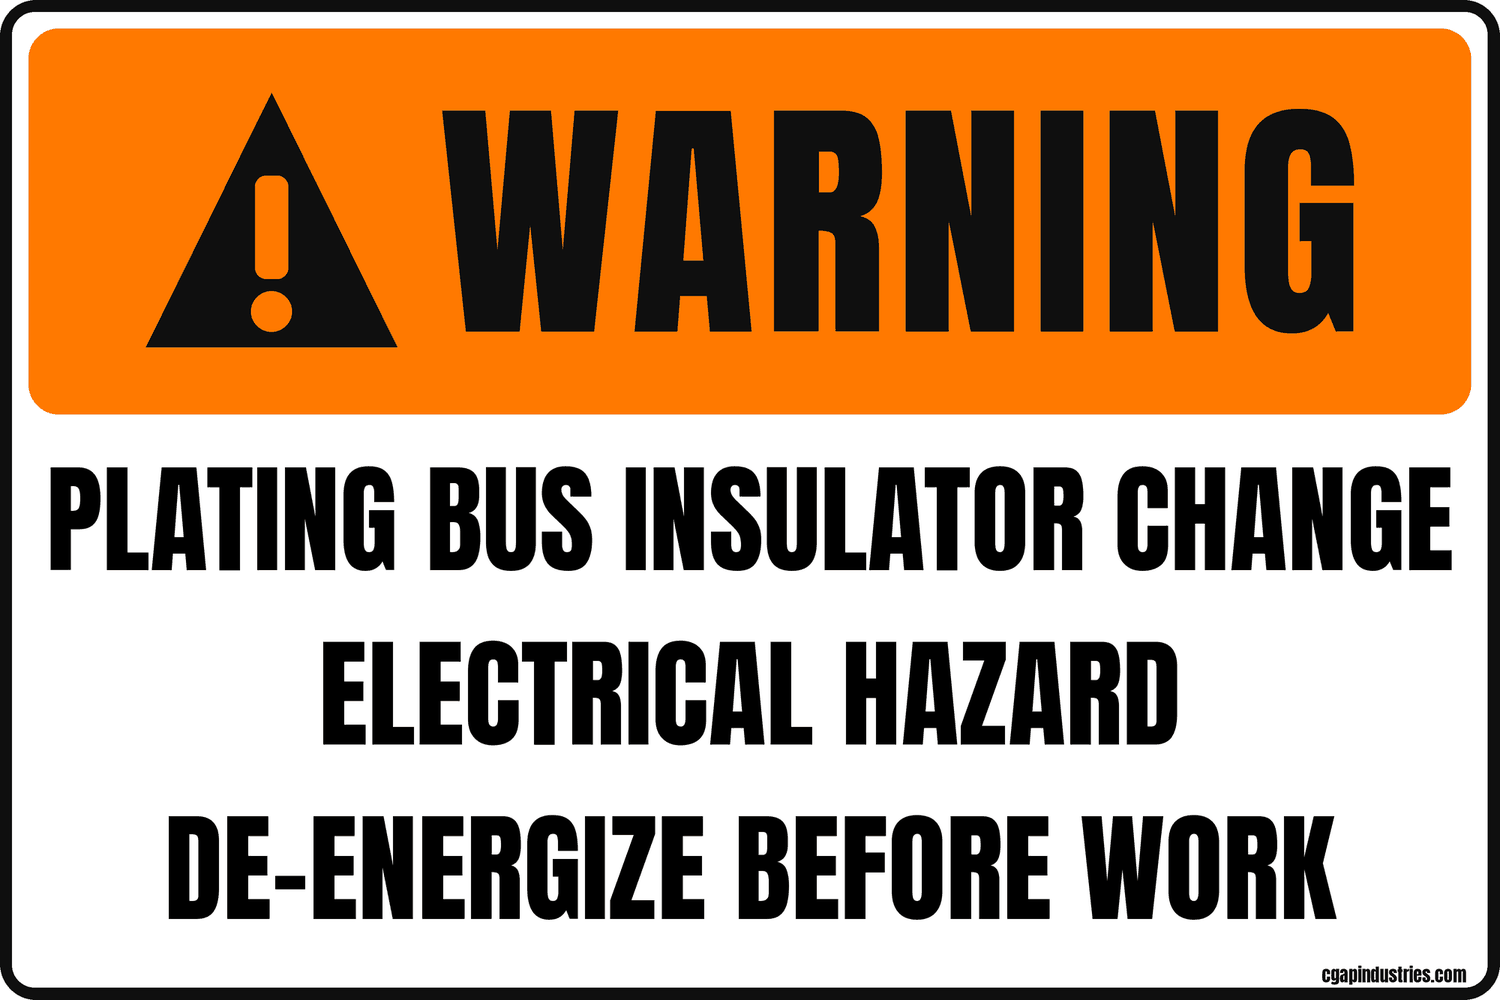 WARNING
PLATING BUS INSULATOR CHANGE
ELECTRICAL HAZARD
DE-ENERGIZE BEFORE WORK
cgapindustries.com